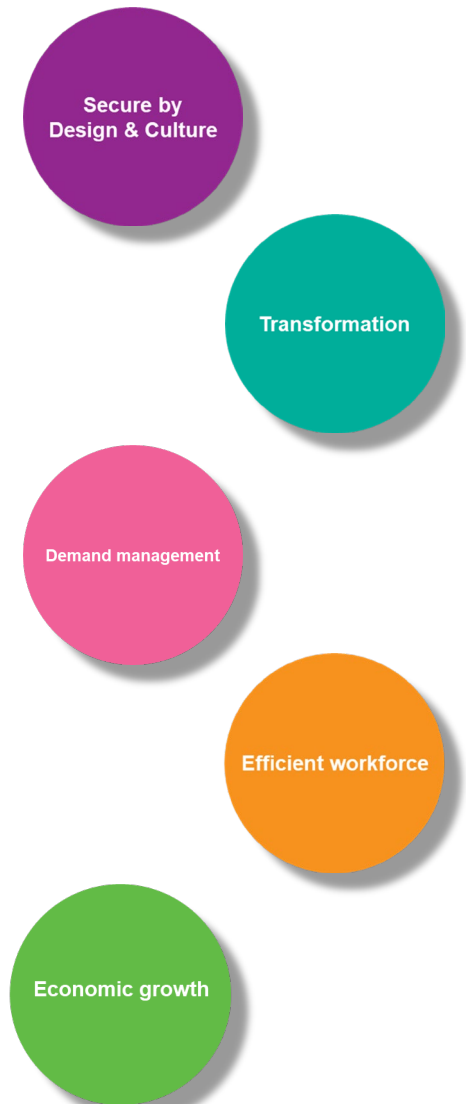 Secure by
Design & Culture
Transformation
Demand management
Efficient workforce
Economic growth